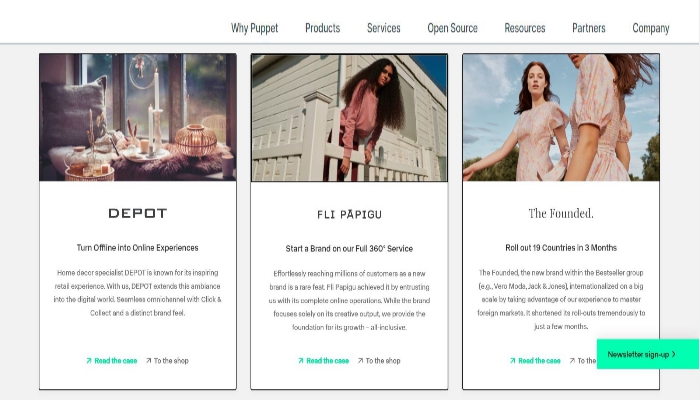 Why Puppet Products Services Open Source Resources Partners Company
DEPOT
Turn Offline into Online Experiences
Home decor specialist DEPOT is known for its inspiring
retail experience. With us, DEPOT extends this ambiance
into the digital world. Seamless omnichannel with Click &
Collect and a distinct brand feel.
Read the case To the shop
FLI PĀPIGU
Start a Brand on our Full 360° Service
Effortlessly reaching millions of customers as a new
brand is a rare feat. Fli Papigu achieved it by entrusting
us with its complete online operations. While the brand
focuses solely on its creative output, we provide the
foundation for its growth – all-inclusive.
Read the case To the shop
The Founded.
Roll out 19 Countries in 3 Months
The Founded, the new brand within the Bestseller group
(e.g., Vero Moda, Jack & Jones), internationalized on a big
scale by taking advantage of our experience to master
foreign markets. It shortened its roll-outs tremendously to
just a few months.
Read the case To the
Newsletter sign-up